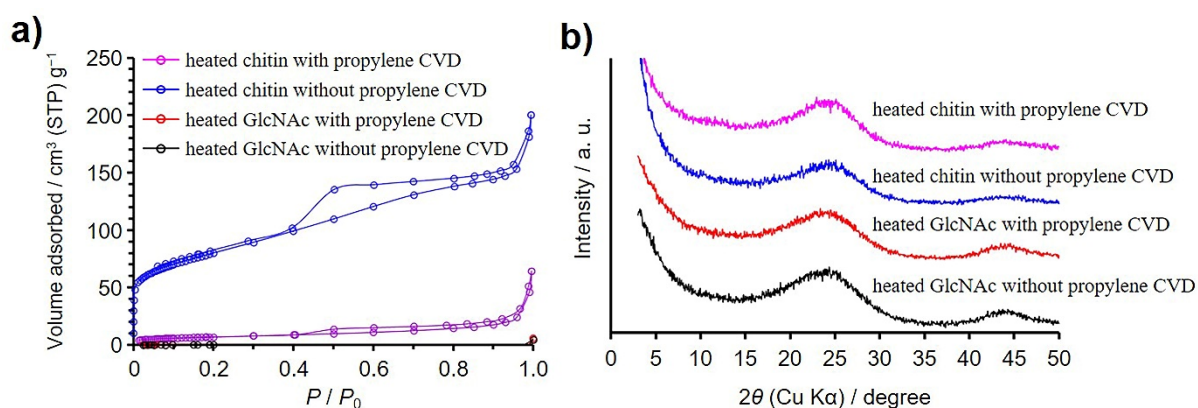 a)
250
200
150
100
50
0
Volume adsorbed / cm³ (STP) g⁻¹
heated chitin with propylene CVD
heated chitin without propylene CVD
heated GlcNAc with propylene CVD
heated GlcNAc without propylene CVD
0 0.2 0.4 0.6 0.8 1.0
P / P₀
b)
Intensity / a. u.
heated chitin with propylene CVD
heated chitin without propylene CVD
heated GlcNAc with propylene CVD
heated GlcNAc without propylene CVD
0 5 10 15 20 25 30 35 40 45 50
2θ (Cu Kα) / degree